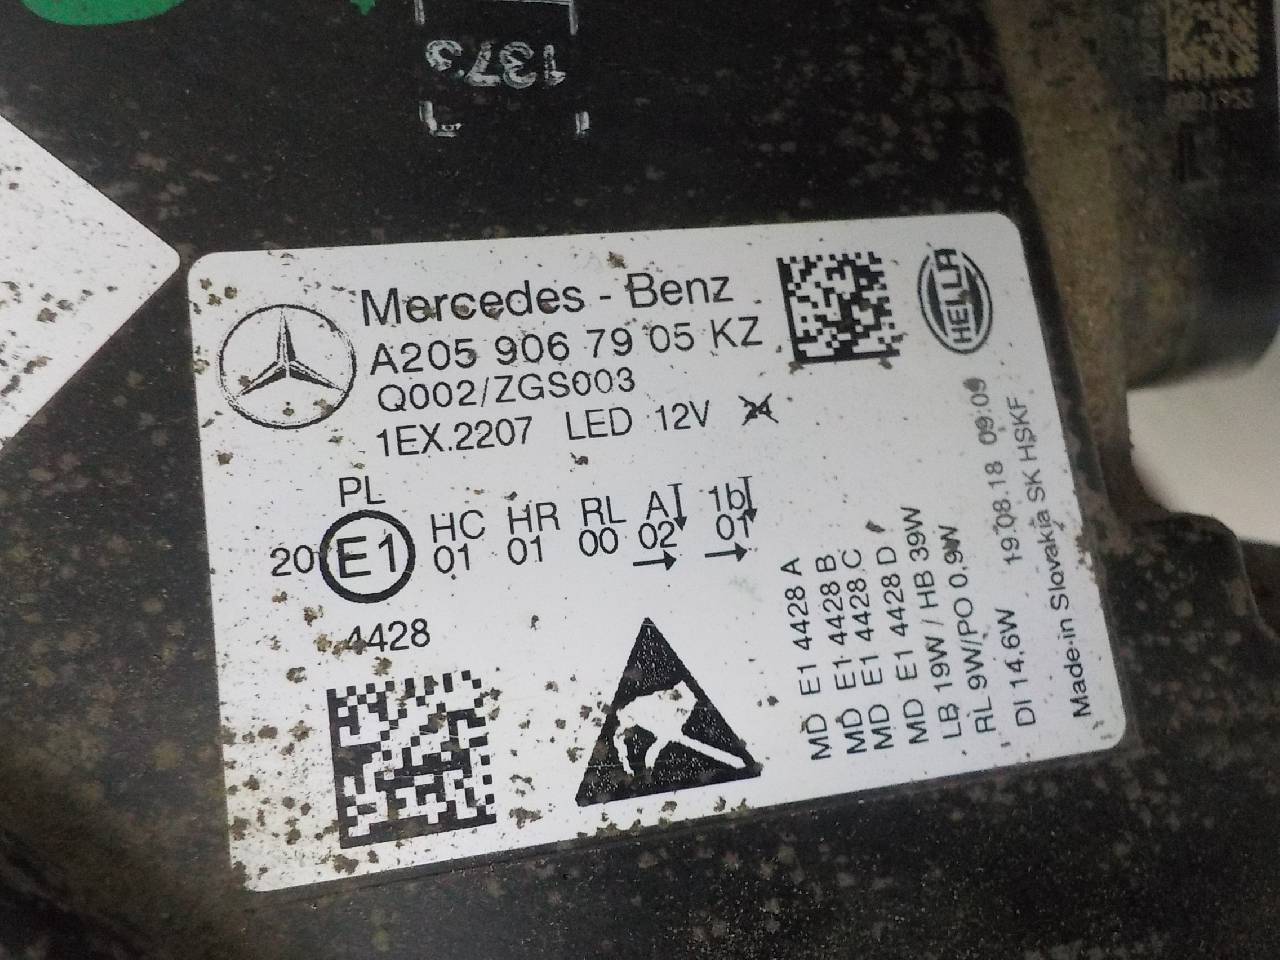 1373
Mercedes - Benz
A205 906 79 05 KZ
Q002/ZGS003
1EX.2207 LED 12V 24
HELLA
PL
20 E1 HC HR RL A 1b
01 01 00 02 01
4428
MD E1 4428 A
MD E1 4428 B
MD E1 4428 C
MD E1 4428 D
LB 19W / HB 39W
RL 9W/PO 0,9W
DI 14,6W 19.08.18 09:09
Made in Slovakia SK HSKF